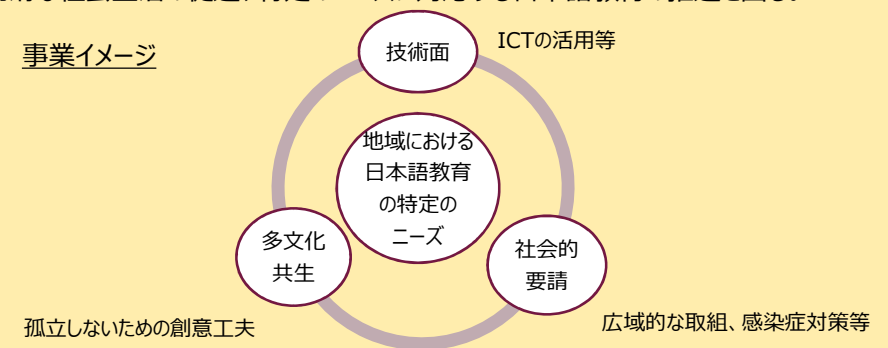 事業イメージ
技術面
ICTの活用等
地域における
日本語教育
の特定の
ニーズ
多文化
共生
社会的
要請
孤立しないための創意工夫
広域的な取組、感染症対策等